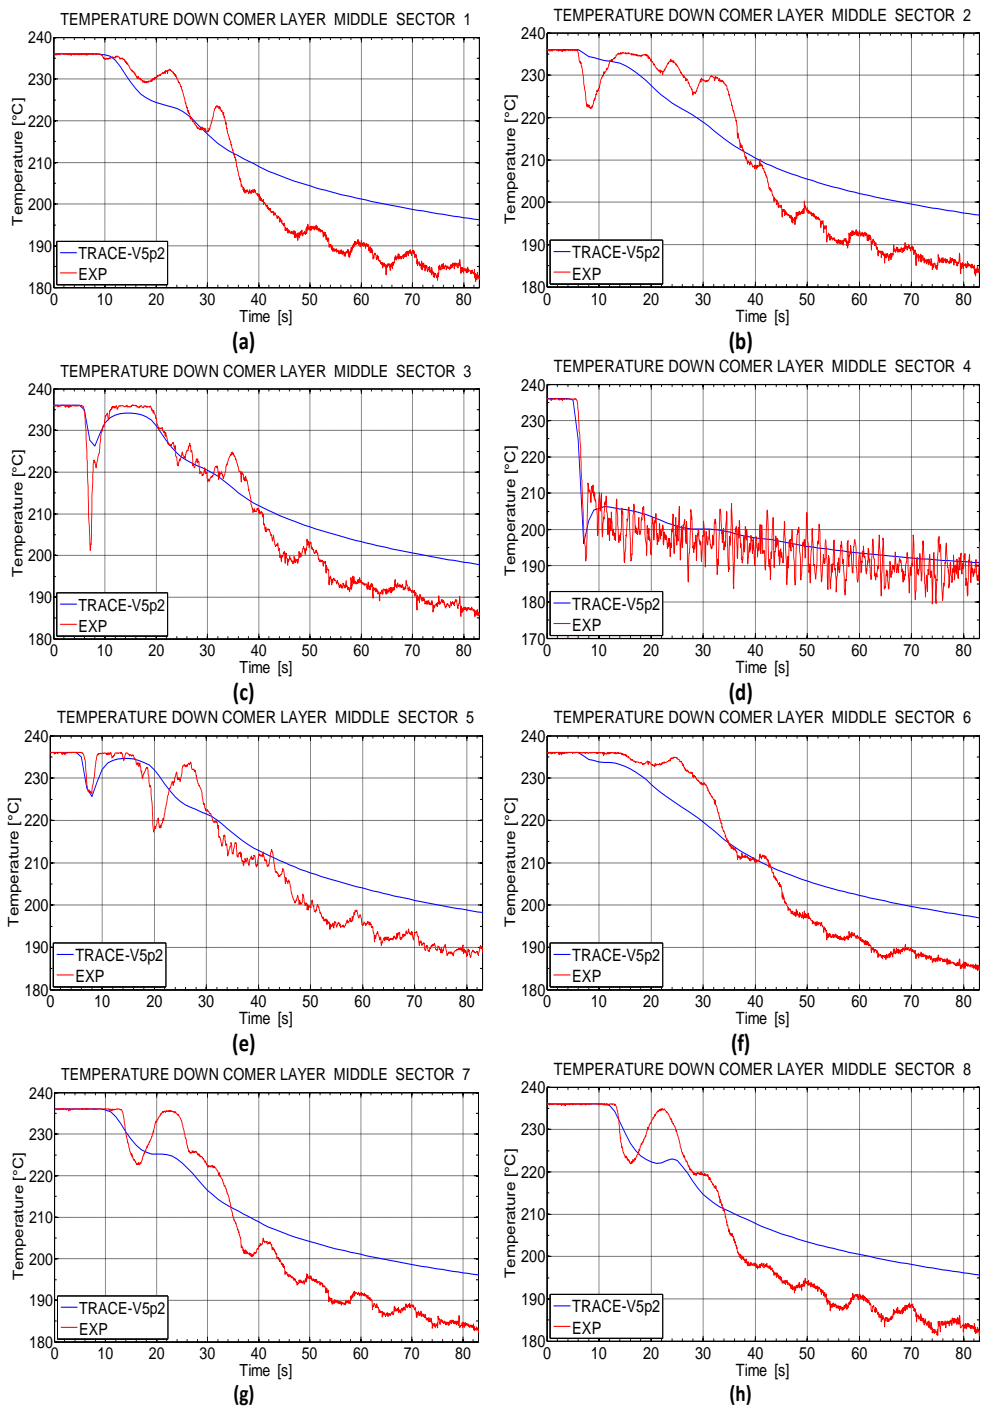 TEMPERATURE DOWN COMER LAYER MIDDLE SECTOR 1
Temperature [°C]
240
230
220
210
200
190
180
TRACE-V5p2
EXP
0 10 20 30 40 50 60 70 80
Time [s]
(a)
TEMPERATURE DOWN COMER LAYER MIDDLE SECTOR 2
Temperature [°C]
240
230
220
210
200
190
180
TRACE-V5p2
EXP
0 10 20 30 40 50 60 70 80
Time [s]
(b)
TEMPERATURE DOWN COMER LAYER MIDDLE SECTOR 3
Temperature [°C]
240
230
220
210
200
190
180
TRACE-V5p2
EXP
0 10 20 30 40 50 60 70 80
Time [s]
(c)
TEMPERATURE DOWN COMER LAYER MIDDLE SECTOR 4
Temperature [°C]
240
230
220
210
200
190
180
170
TRACE-V5p2
EXP
0 10 20 30 40 50 60 70 80
Time [s]
(d)
TEMPERATURE DOWN COMER LAYER MIDDLE SECTOR 5
Temperature [°C]
240
230
220
210
200
190
180
TRACE-V5p2
EXP
0 10 20 30 40 50 60 70 80
Time [s]
(e)
TEMPERATURE DOWN COMER LAYER MIDDLE SECTOR 6
Temperature [°C]
240
230
220
210
200
190
180
TRACE-V5p2
EXP
0 10 20 30 40 50 60 70 80
Time [s]
(f)
TEMPERATURE DOWN COMER LAYER MIDDLE SECTOR 7
Temperature [°C]
240
230
220
210
200
190
180
TRACE-V5p2
EXP
0 10 20 30 40 50 60 70 80
Time [s]
(g)
TEMPERATURE DOWN COMER LAYER MIDDLE SECTOR 8
Temperature [°C]
240
230
220
210
200
190
180
TRACE-V5p2
EXP
0 10 20 30 40 50 60 70 80
Time [s]
(h)